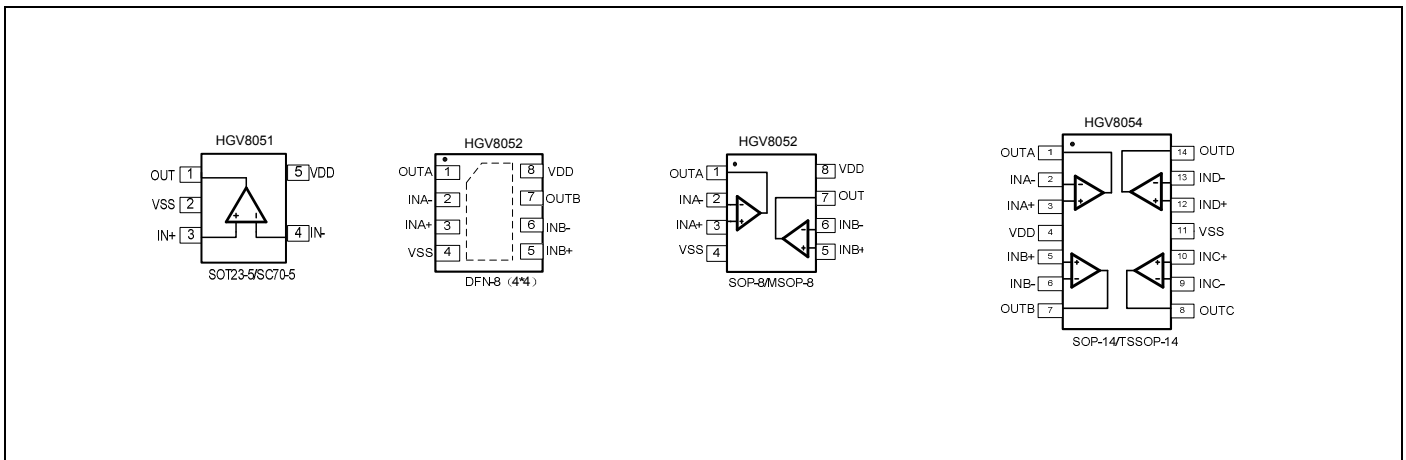 HGV8051
OUT 1 5 VDD
VSS 2
IN+ 3 4 IN-
+ -
SOT23-5/SC70-5
HGV8052
OUTA 1 8 VDD
INA- 2 7 OUTB
INA+ 3 6 INB-
VSS 4 5 INB+
DFN-8（4*4）
HGV8052
OUTA 1 8 VDD
INA- 2 - 7 OUT
INA+ 3 + - 6 INB-
VSS 4 + 5 INB+
SOP-8/MSOP-8
HGV8054
OUTA 1 14 OUTD
INA- 2 - - 13 IND-
INA+ 3 + + 12 IND+
VDD 4 11 VSS
INB+ 5 + + 10 INC+
INB- 6 - - 9 INC-
OUTB 7 8 OUTC
SOP-14/TSSOP-14